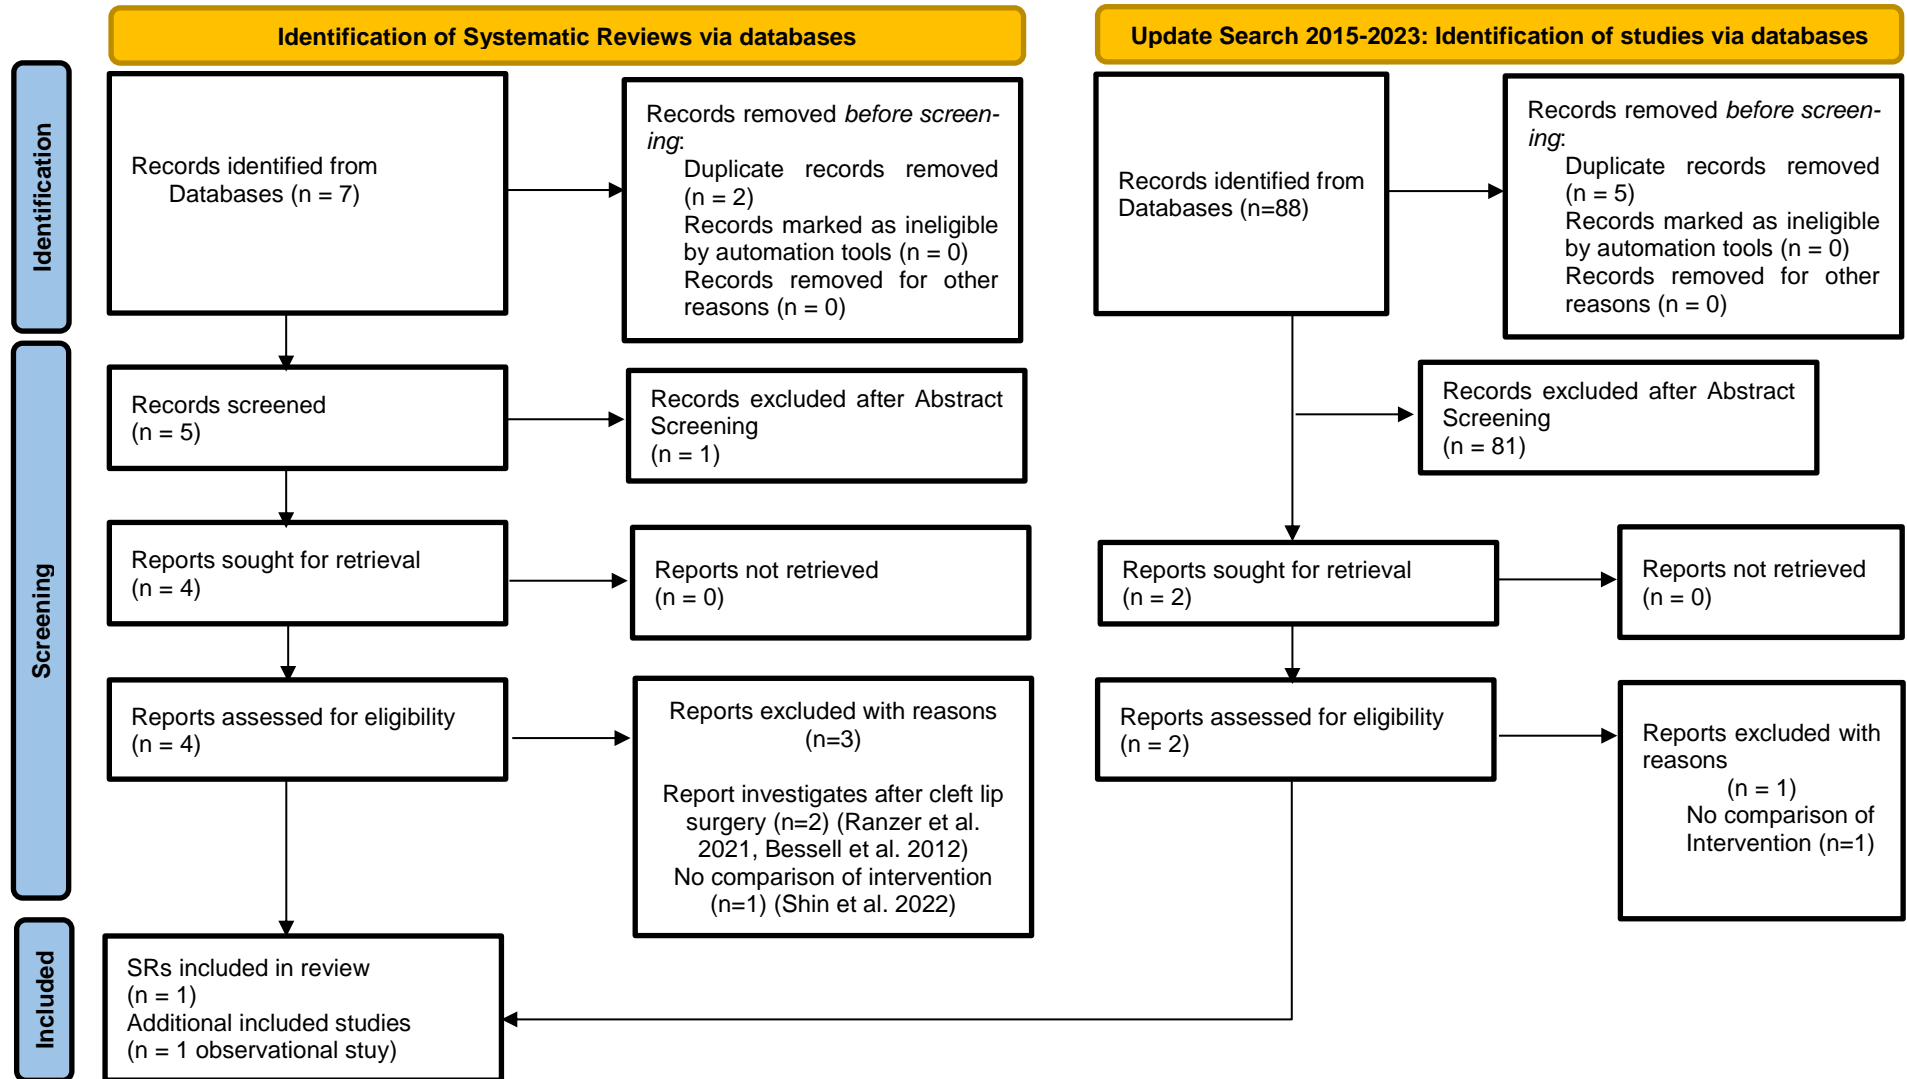 Identification of Systematic Reviews via databases
Update Search 2015-2023: Identification of studies via databases
Identification
Records identified from
Databases (n = 7)
Records removed before screen-
ing:
Duplicate records removed
(n = 2)
Records marked as ineligible
by automation tools (n = 0)
Records removed for other
reasons (n = 0)
Records identified from
Databases (n=88)
Records removed before screen-
ing:
Duplicate records removed
(n = 5)
Records marked as ineligible
by automation tools (n = 0)
Records removed for other
reasons (n = 0)
Screening
Records screened
(n = 5)
Records excluded after Abstract
Screening
(n = 1)
Records excluded after Abstract
Screening
(n = 81)
Reports sought for retrieval
(n = 4)
Reports not retrieved
(n = 0)
Reports sought for retrieval
(n = 2)
Reports not retrieved
(n = 0)
Reports assessed for eligibility
(n = 4)
Reports excluded with reasons
(n=3)
Report investigates after cleft lip
surgery (n=2) (Ranzer et al.
2021, Bessell et al. 2012)
No comparison of intervention
(n=1) (Shin et al. 2022)
Reports assessed for eligibility
(n = 2)
Reports excluded with
reasons
(n = 1)
No comparison of
Intervention (n=1)
Included
SRs included in review
(n = 1)
Additional included studies
(n = 1 observational stuy)